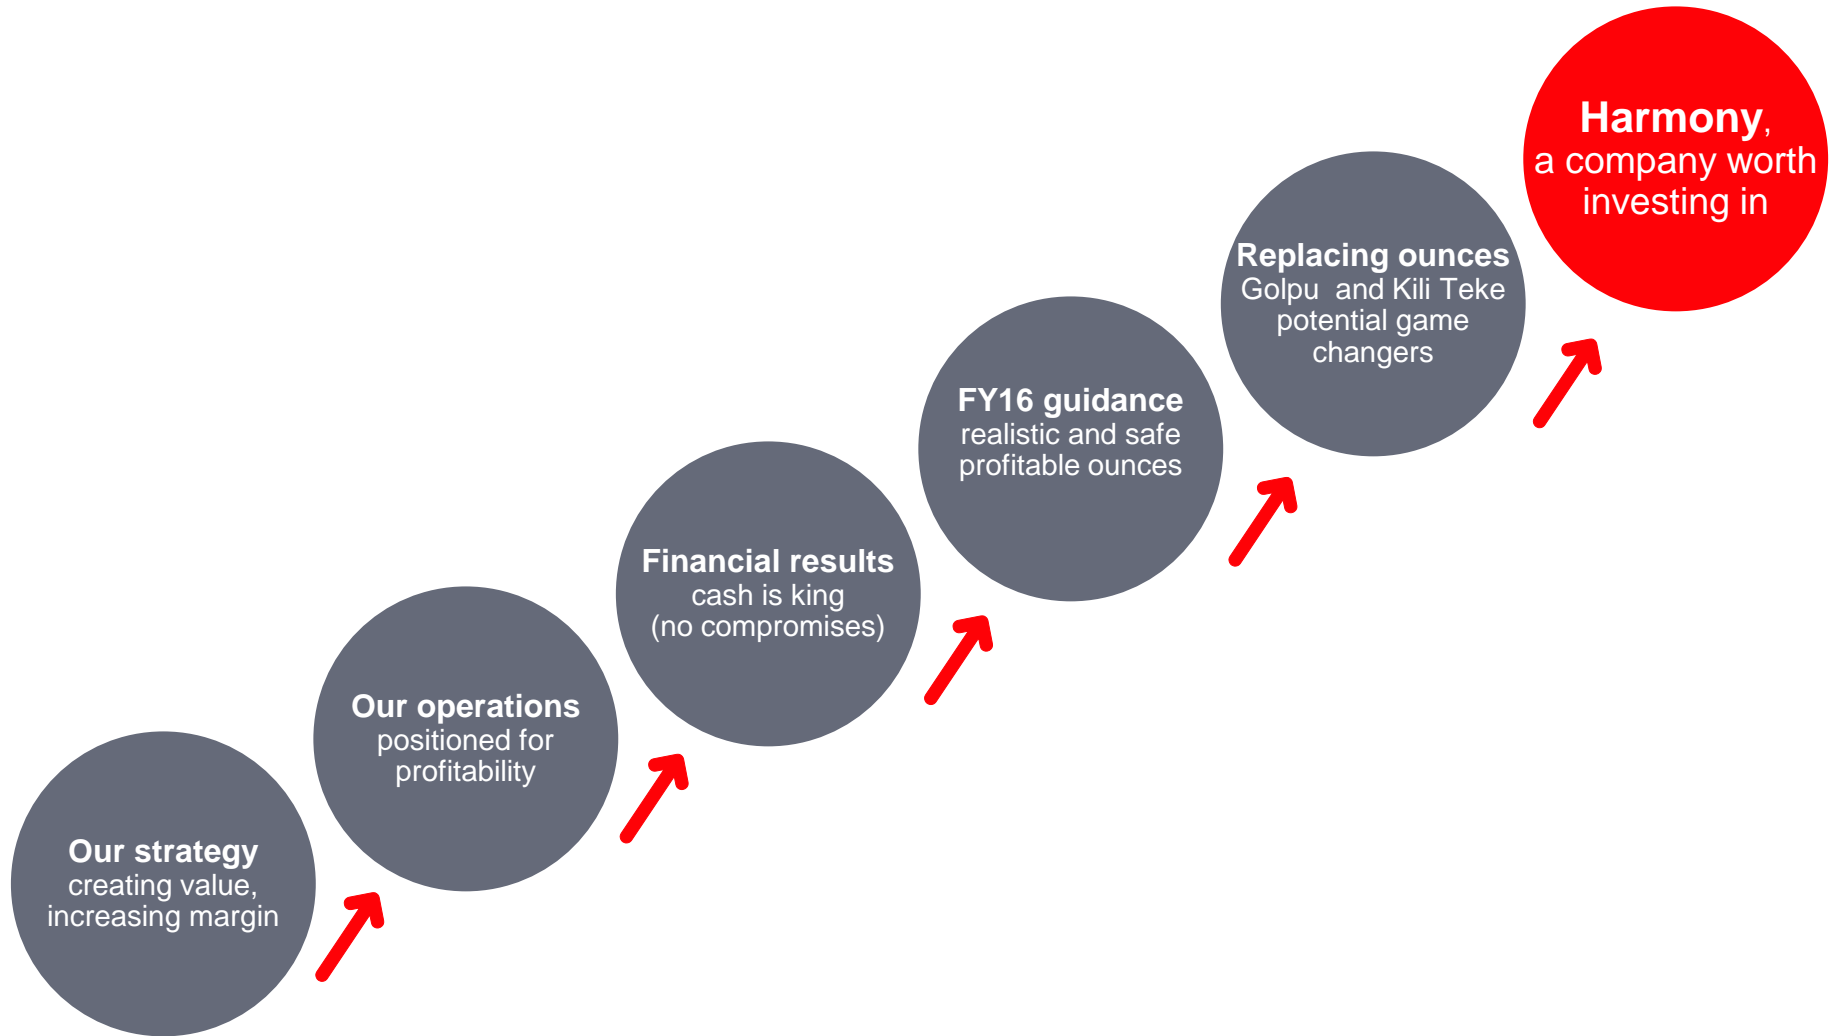 Our strategy
creating value,
increasing margin
Our operations
positioned for
profitability
Financial results
cash is king
(no compromises)
FY16 guidance
realistic and safe
profitable ounces
Replacing ounces
Golpu  and Kili Teke
potential game
changers
Harmony,
a company worth
investing in